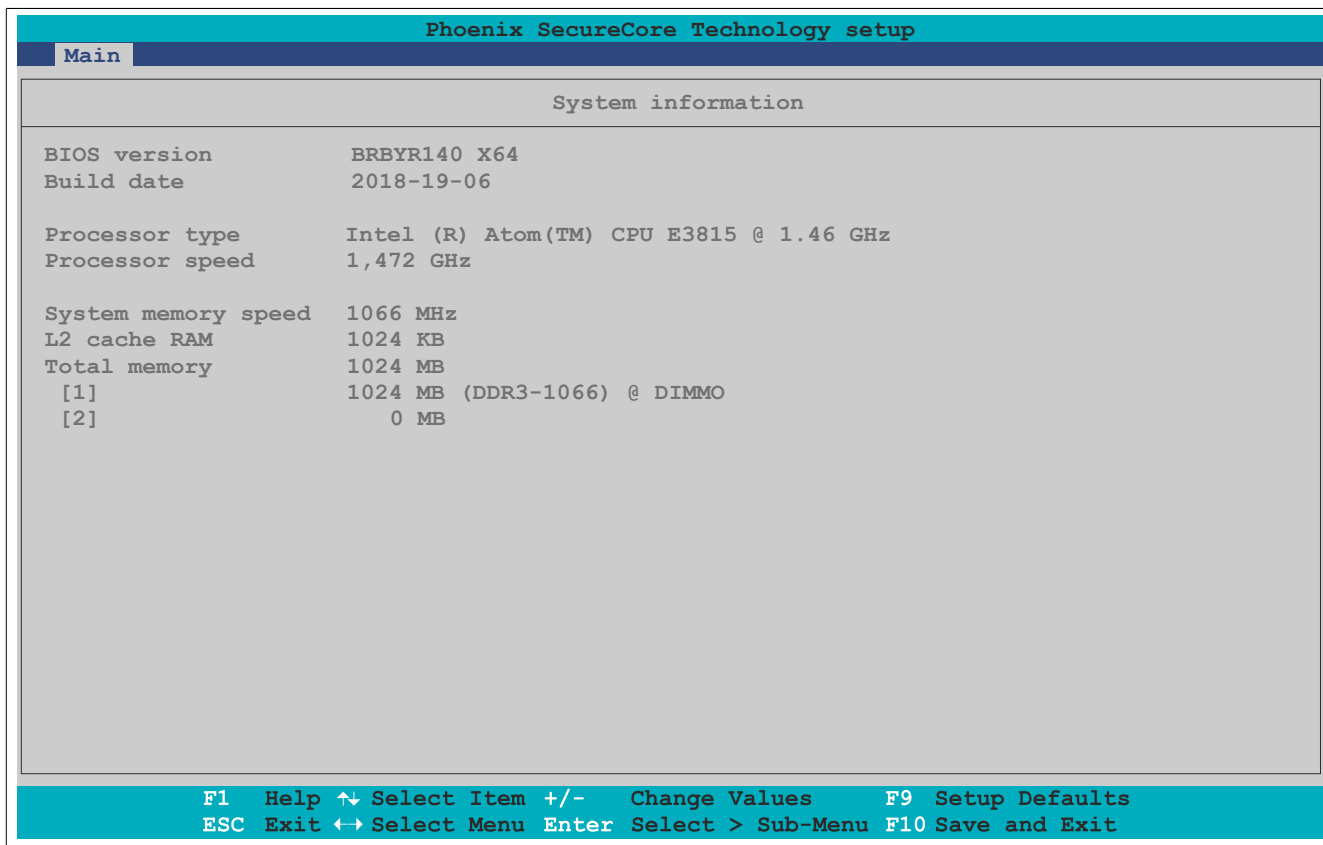 Phoenix SecureCore Technology setup
Main
System information
BIOS version BRBYR140 X64
Build date 2018-19-06
Processor type Intel (R) Atom(TM) CPU E3815 @ 1.46 GHz
Processor speed 1,472 GHz
System memory speed 1066 MHz
L2 cache RAM 1024 KB
Total memory 1024 MB
[1] 1024 MB (DDR3-1066) @ DIMMO
[2] 0 MB
F1 Help ↑↓ Select Item +/- Change Values F9 Setup Defaults
ESC Exit ↔ Select Menu Enter Select > Sub-Menu F10 Save and Exit